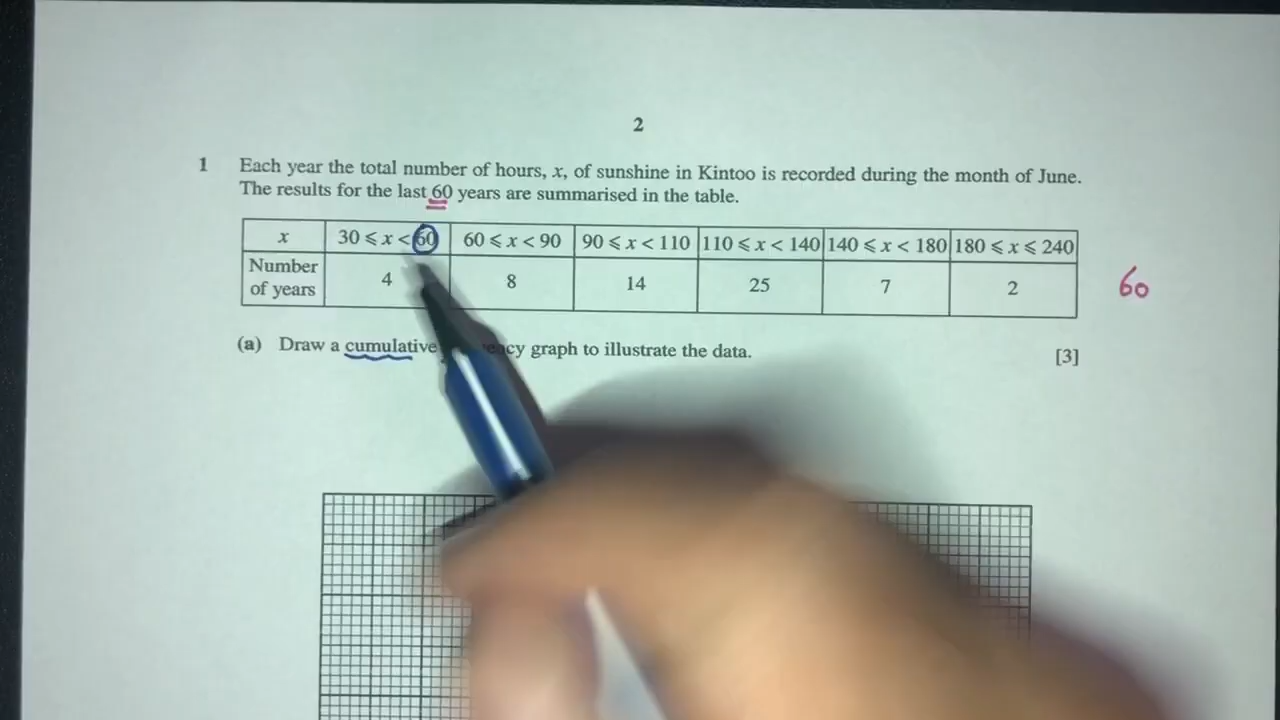 2
1 Each year the total number of hours, x, of sunshine in Kintoo is recorded during the month of June.
The results for the last 60 years are summarised in the table.
x 30 ⩽ x < 60 60 ⩽ x < 90 90 ⩽ x < 110 110 ⩽ x < 140 140 ⩽ x < 180 180 ⩽ x ⩽ 240
Number of years 4 8 14 25 7 2
60
(a) Draw a cumulative graph to illustrate the data. [3]